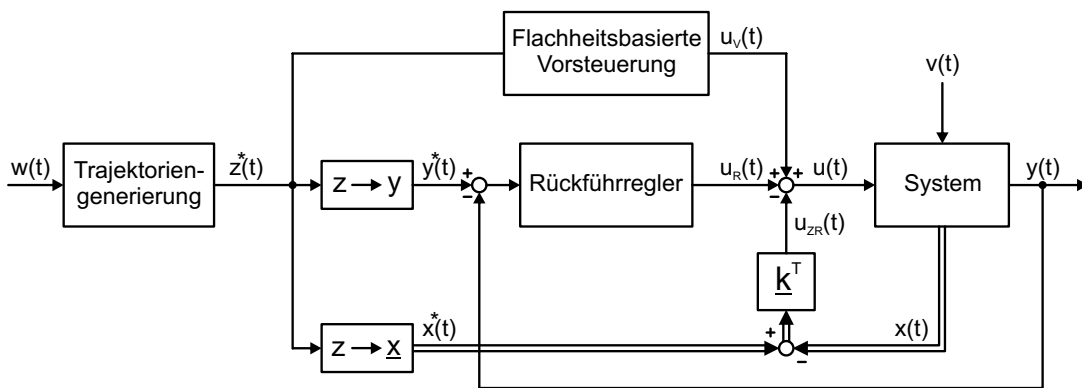 Flachheitsbasierte
Vorsteuerung
u_V(t)
v(t)
w(t)
Trajektorien-
generierung
z*(t)
z → y
y*(t)
+
−
Rückführregler
u_R(t)
+
+
−
u(t)
System
y(t)
u_ZR(t)
k^T
z → x
x*(t)
+
−
x(t)